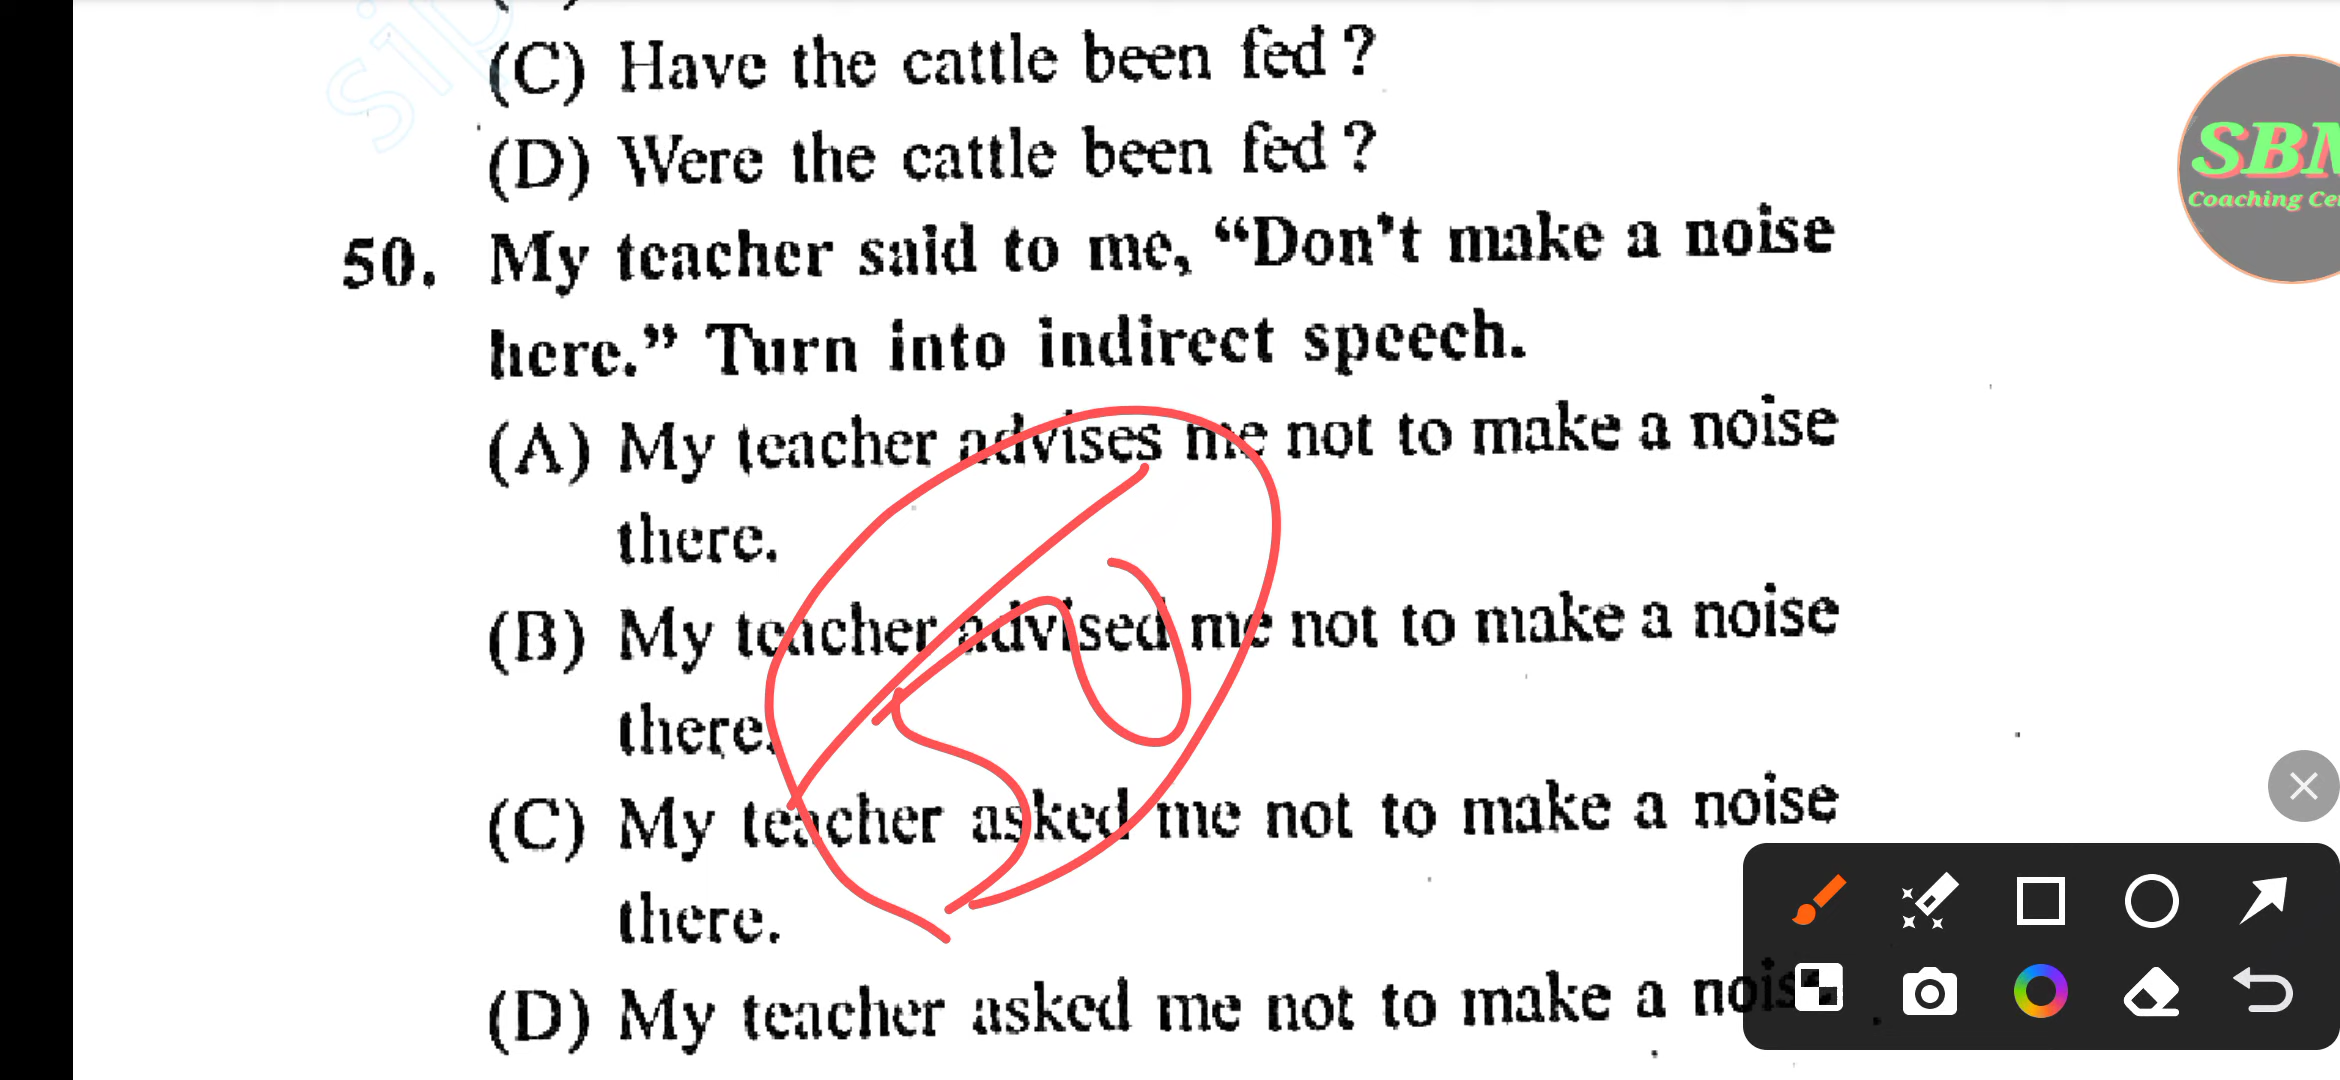 (C) Have the cattle been fed ?
(D) Were the cattle been fed ?
50. My teacher said to me, “Don’t make a noise
here.” Turn into indirect speech.
(A) My teacher advises me not to make a noise
there.
(B) My teacher advised me not to make a noise
there.
(C) My teacher asked me not to make a noise
there.
(D) My teacher asked me not to make a
Coaching